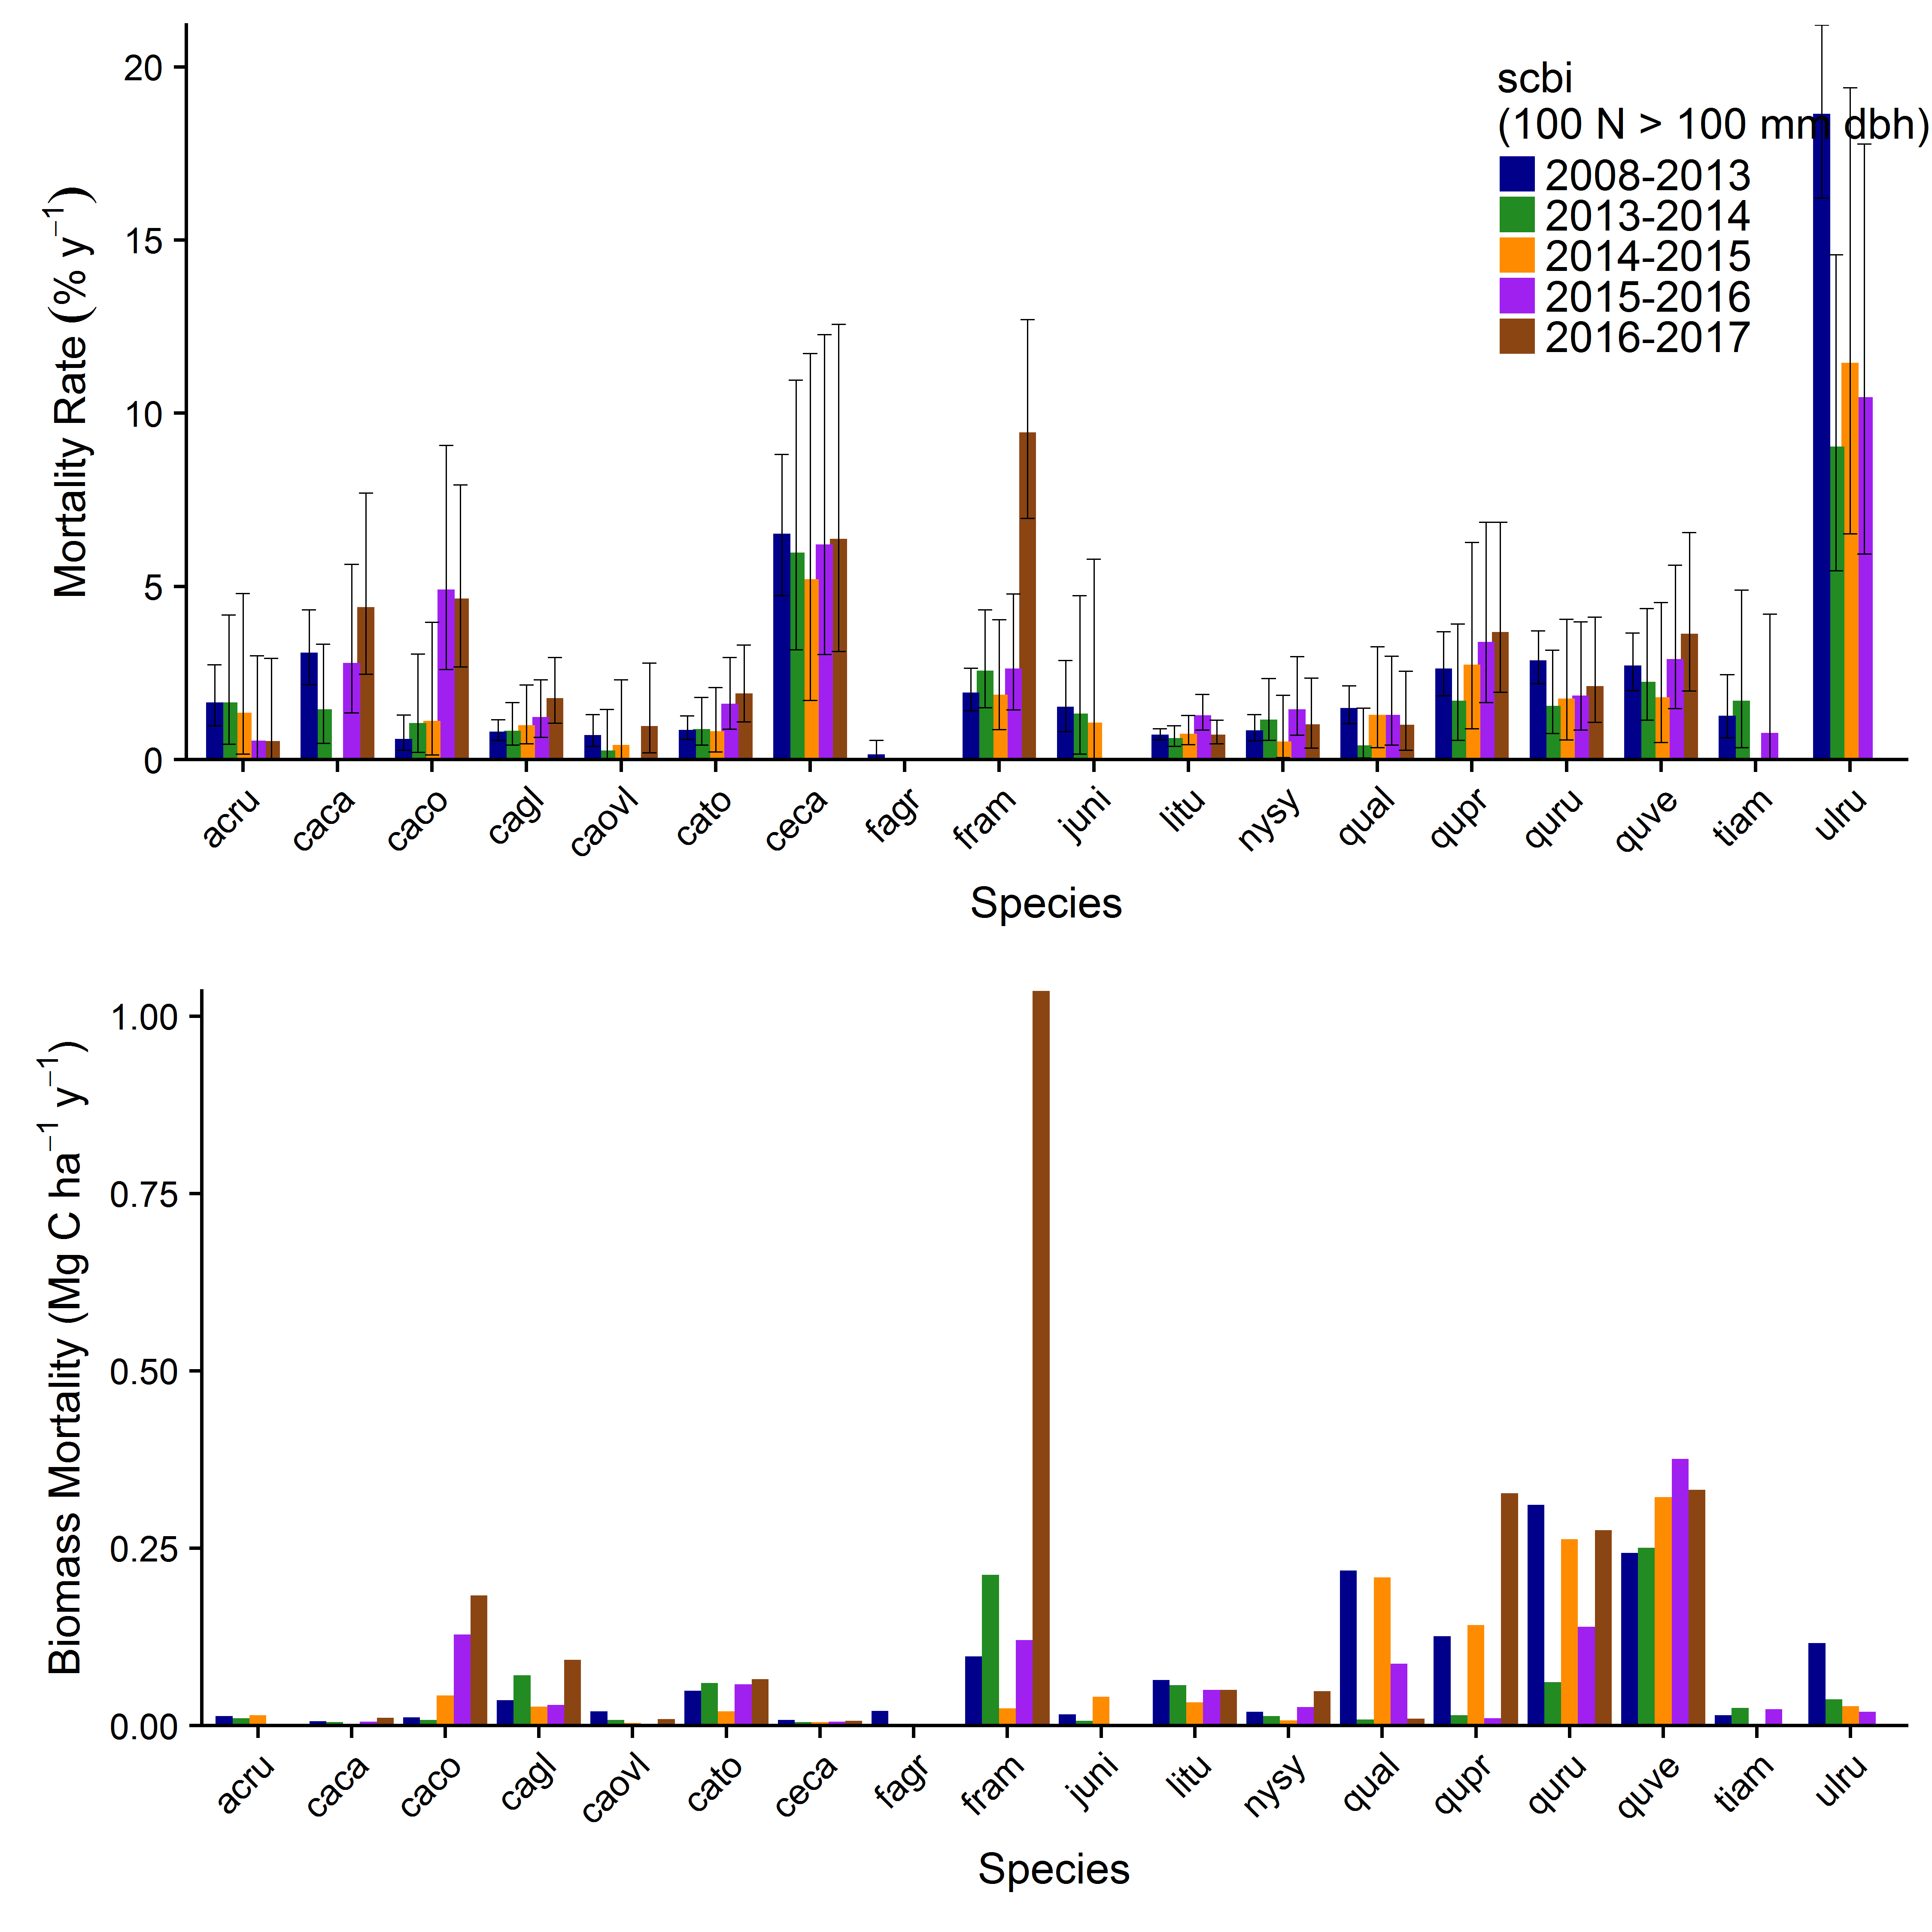 scbi
(100 N > 100 mm dbh)
2008-2013
2013-2014
2014-2015
2015-2016
2016-2017
Mortality Rate (% y⁻¹)
20
15
10
5
0
acru caca caco cagl caovl cato ceca fagr fram juni litu nysy qual qupr quru quve tiam ulru
Species
Biomass Mortality (Mg C ha⁻¹ y⁻¹)
1.00
0.75
0.50
0.25
0.00
acru caca caco cagl caovl cato ceca fagr fram juni litu nysy qual qupr quru quve tiam ulru
Species